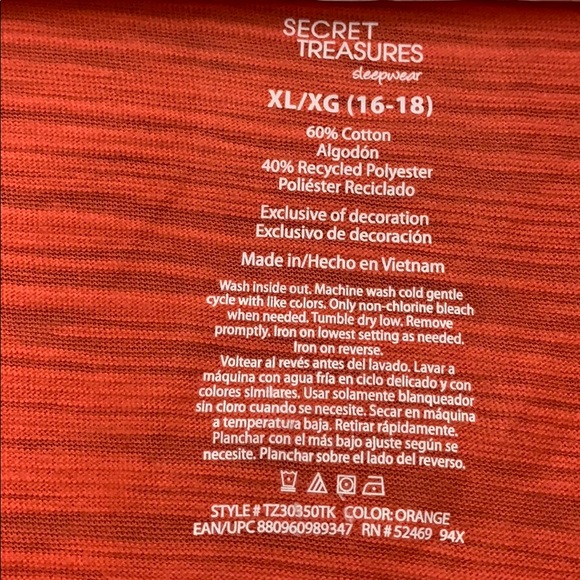 SECRET
TREASURES
sleepwear
XL/XG (16-18)
60% Cotton
Algodón
40% Recycled Polyester
Poliéster Reciclado
Exclusive of decoration
Exclusivo de decoración
Made in/Hecho en Vietnam
Wash inside out. Machine wash cold gentle
cycle with like colors. Only non-chlorine bleach
when needed. Tumble dry low. Remove
promptly. Iron on lowest setting as needed.
Iron on reverse.
Voltear al revés antes del lavado. Lavar a
máquina con agua fría en ciclo delicado y con
colores similares. Usar solamente blanqueador
sin cloro cuando se necesite. Secar en máquina
a temperatura baja. Retirar rápidamente.
Planchar con el más bajo ajuste según se
necesite. Planchar sobre el lado del reverso.
STYLE # TZ30350TK COLOR: ORANGE
EAN/UPC 880960989347 RN # 52469 94X